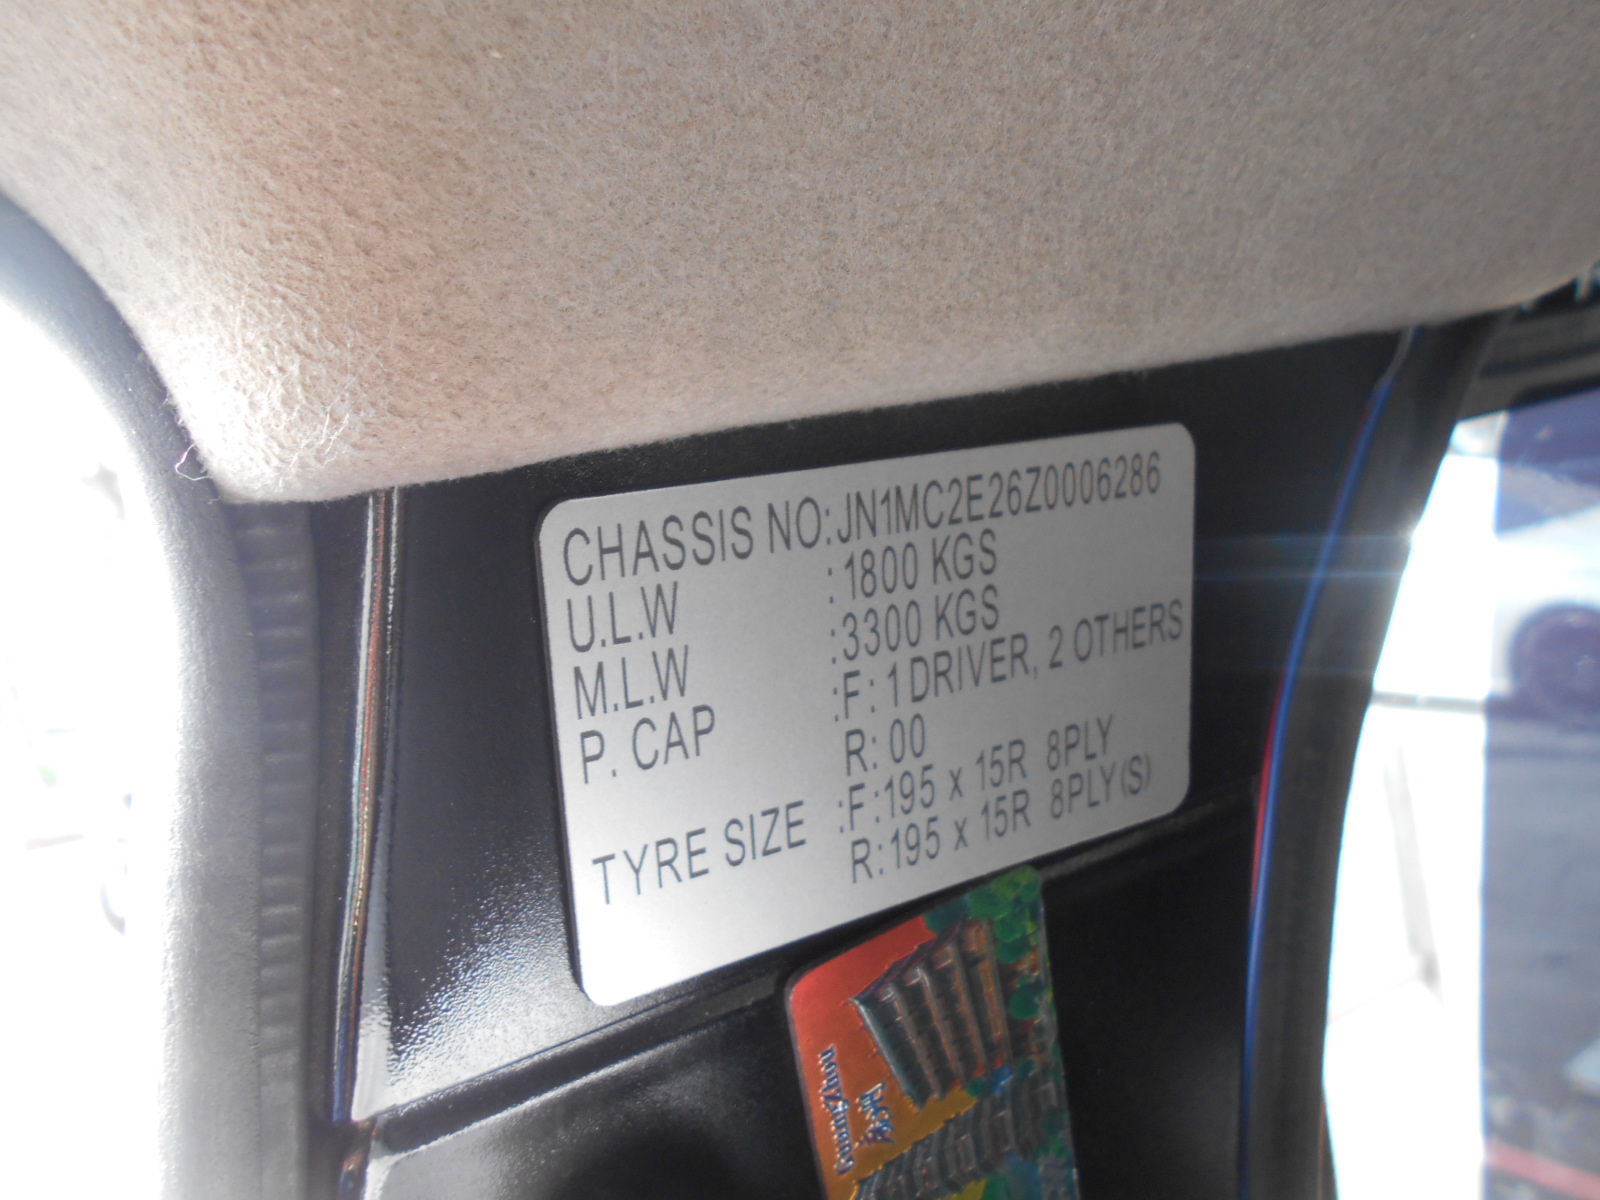 CHASSIS NO: JN1MC2E26Z0006286
U.L.W : 1800 KGS
M.L.W : 3300 KGS
P. CAP : F: 1 DRIVER, 2 OTHERS
R: 00
TYRE SIZE : F: 195 x 15R 8PLY
R: 195 x 15R 8PLY(S)
GuangZhou